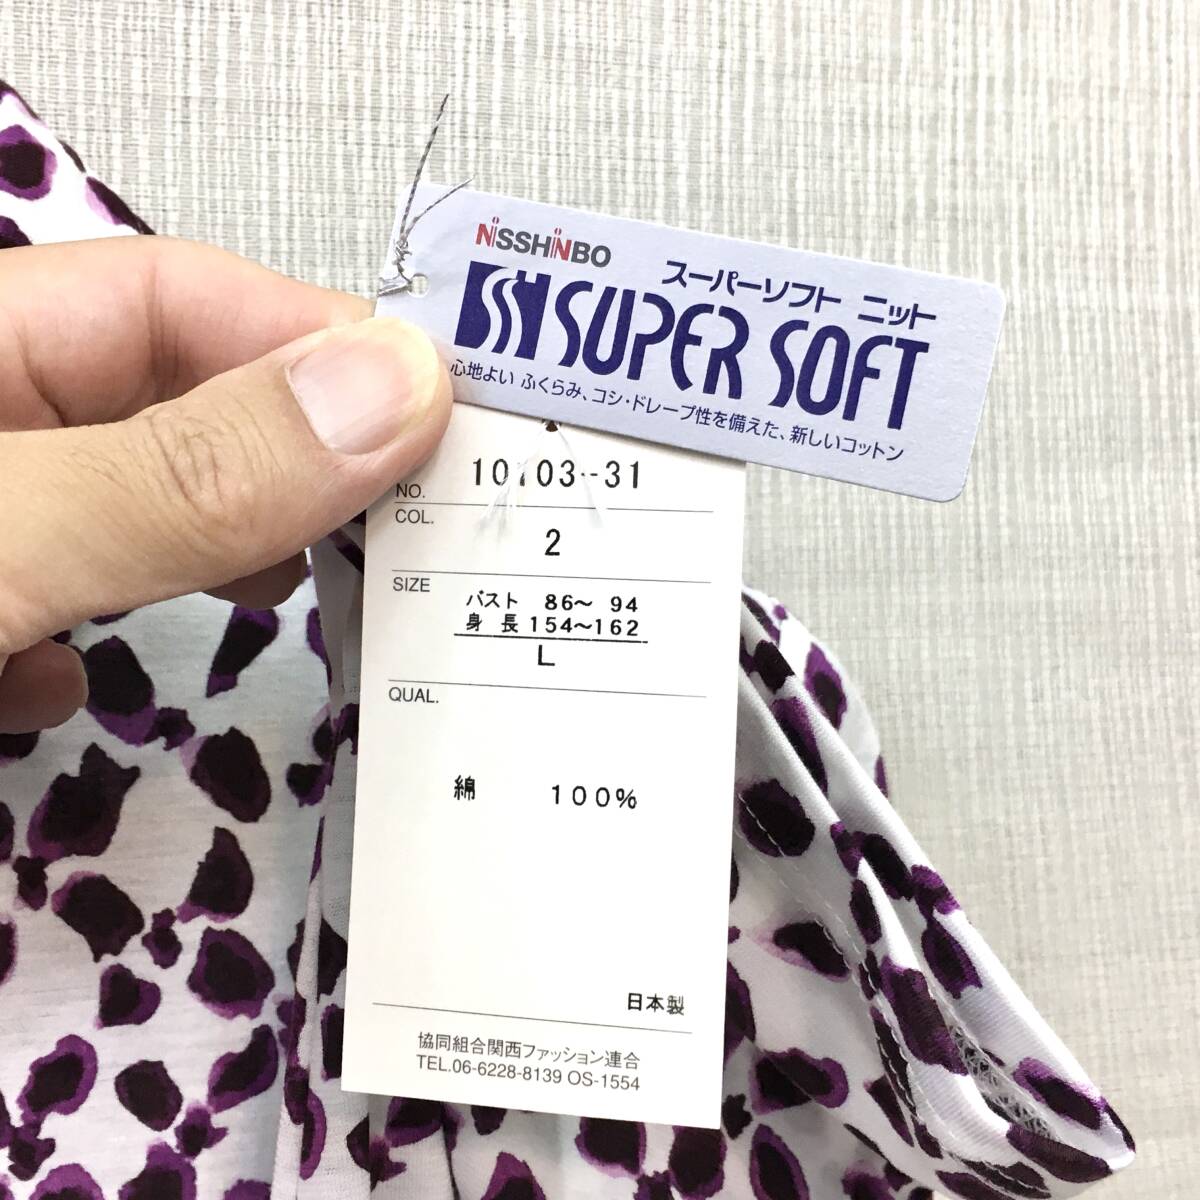 NISSHINBO
スーパーソフト ニット
SUPER SOFT
心地よい ふくらみ、コシ・ドレープ性を備えた、新しいコットン
NO. 10103--31
COL.
2
SIZE
バスト 86〜 94
身 長 154〜162
L
QUAL.
綿 100%
日本製
協同組合関西ファッション連合
TEL.06-6228-8139 OS-1554